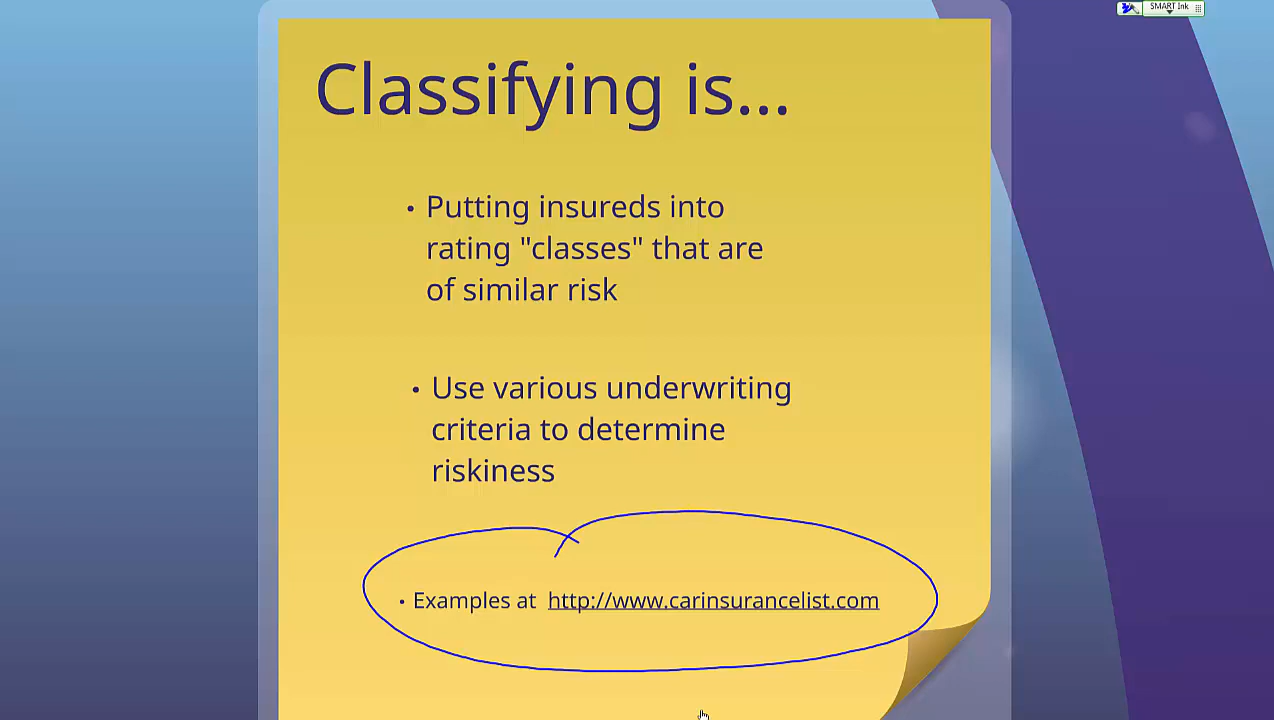 SMART Ink
Classifying is...
• Putting insureds into
rating "classes" that are
of similar risk
• Use various underwriting
criteria to determine
riskiness
• Examples at http://www.carinsurancelist.com